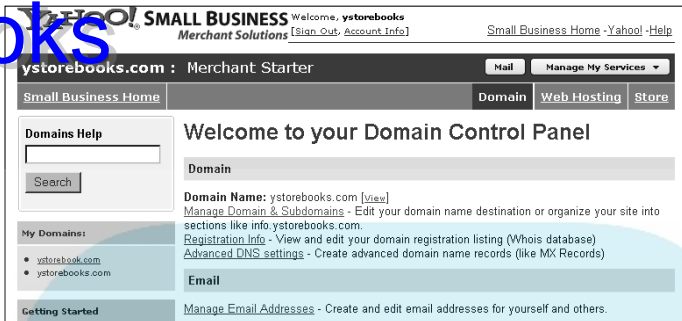 YAHOO! SMALL BUSINESS
Merchant Solutions
Welcome, ystorebooks
[Sign Out, Account Info]
Small Business Home - Yahoo! - Help
oks
ystorebooks.com : Merchant Starter
Mail
Manage My Services
Small Business Home
Domain
Web Hosting
Store
Domains Help
Search
My Domains:
ystorebook.com
ystorebooks.com
Getting Started
Welcome to your Domain Control Panel
Domain
Domain Name: ystorebooks.com [View]
Manage Domain & Subdomains - Edit your domain name destination or organize your site into
sections like info.ystorebooks.com.
Registration Info - View and edit your domain registration listing (Whois database)
Advanced DNS settings - Create advanced domain name records (like MX Records)
Email
Manage Email Addresses - Create and edit email addresses for yourself and others.